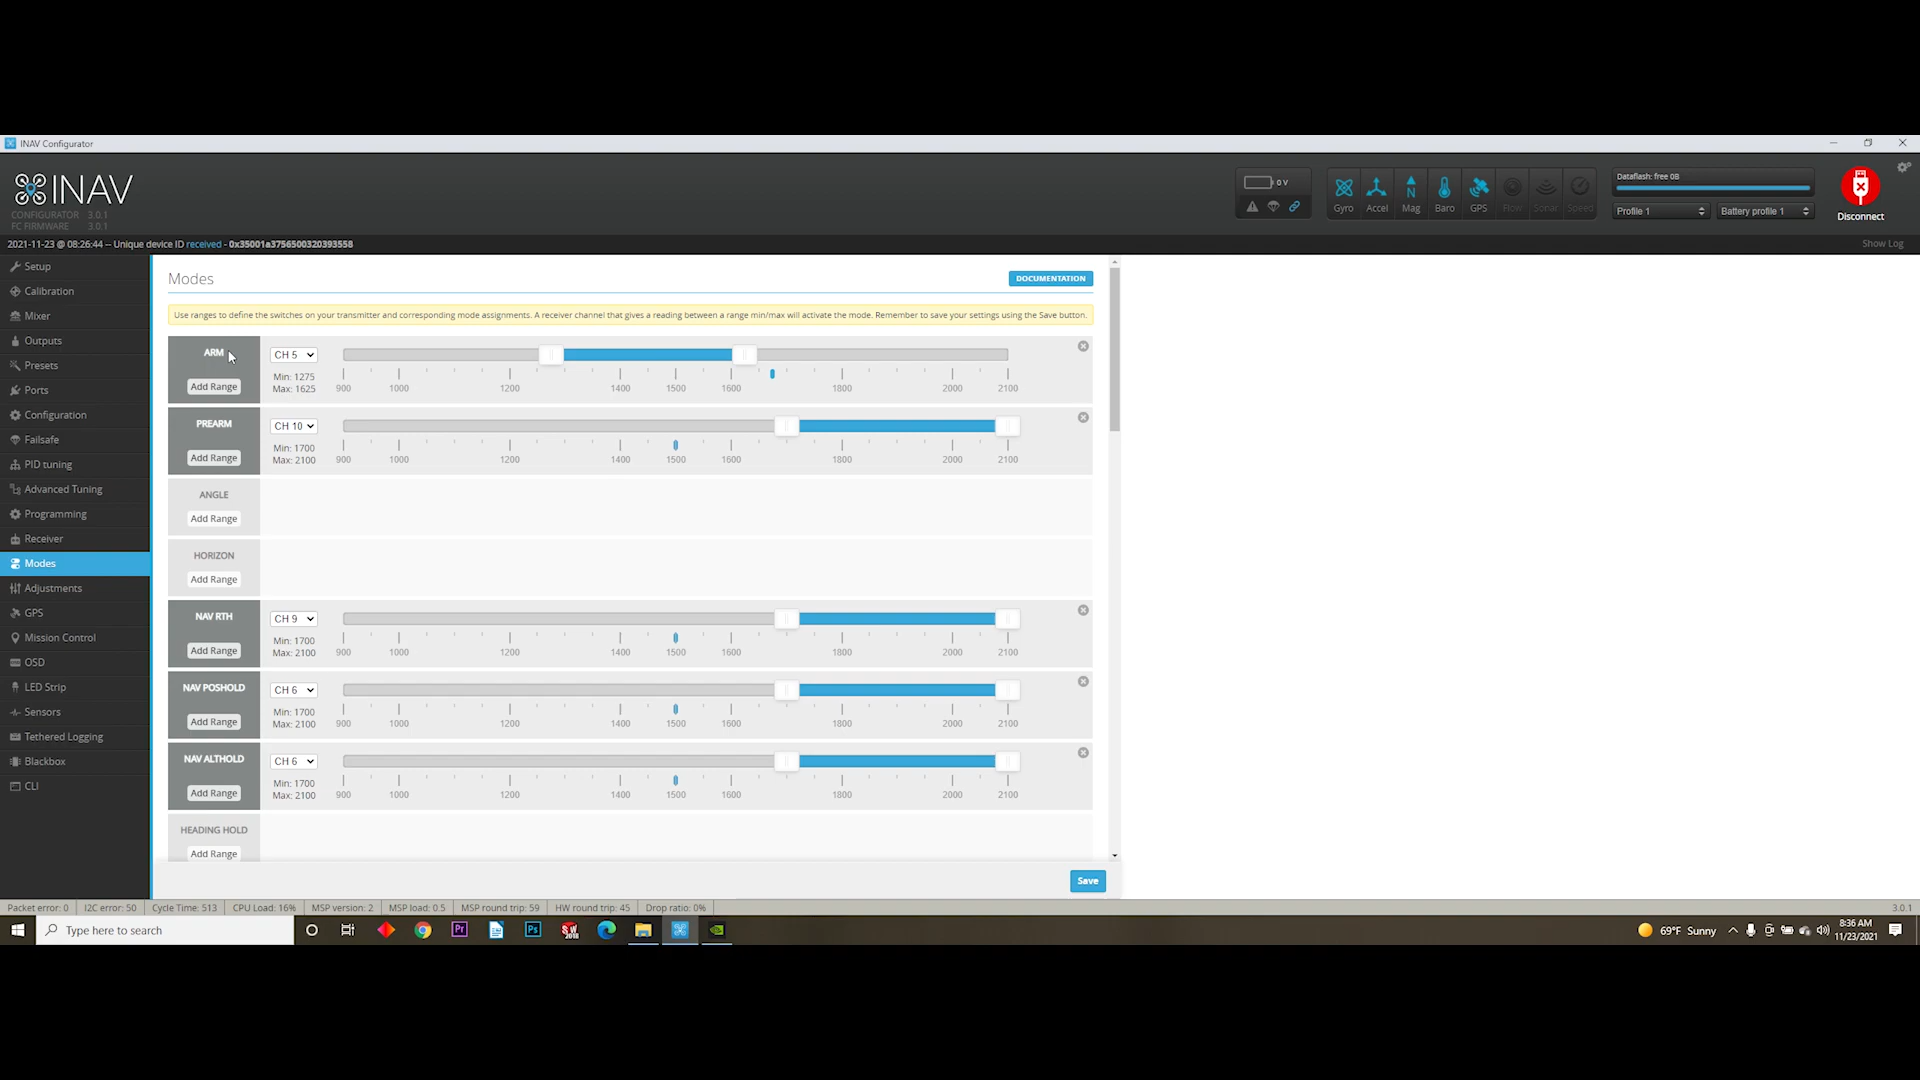 INAV Configurator
INAV
CONFIGURATOR 3.0.1
FC FIRMWARE 3.0.1
0 V
Gyro Accel Mag Baro GPS Flow Sonar Speed
Dataflash: free 0B
Profile 1 Battery profile 1
Disconnect
2021-11-23 @ 08:26:44 -- Unique device ID received - 0x35001a3756500320393558
Show Log
Setup
Calibration
Mixer
Outputs
Presets
Ports
Configuration
Failsafe
PID tuning
Advanced Tuning
Programming
Receiver
Modes
Adjustments
GPS
Mission Control
OSD
LED Strip
Sensors
Tethered Logging
Blackbox
CLI
Modes
DOCUMENTATION
Use ranges to define the switches on your transmitter and corresponding mode assignments. A receiver channel that gives a reading between a range min/max will activate the mode. Remember to save your settings using the Save button.
ARM
Add Range
CH 5
Min: 1275
Max: 1625
900 1000 1200 1400 1500 1600 1800 2000 2100
PREARM
Add Range
CH 10
Min: 1700
Max: 2100
900 1000 1200 1400 1500 1600 1800 2000 2100
ANGLE
Add Range
HORIZON
Add Range
NAV RTH
Add Range
CH 9
Min: 1700
Max: 2100
900 1000 1200 1400 1500 1600 1800 2000 2100
NAV POSHOLD
Add Range
CH 6
Min: 1700
Max: 2100
900 1000 1200 1400 1500 1600 1800 2000 2100
NAV ALTHOLD
Add Range
CH 6
Min: 1700
Max: 2100
900 1000 1200 1400 1500 1600 1800 2000 2100
HEADING HOLD
Add Range
Save
Packet error: 0 I2C error: 50 Cycle Time: 513 CPU Load: 16% MSP version: 2 MSP load: 0.5 MSP round trip: 59 HW round trip: 45 Drop ratio: 0% 3.0.1
Type here to search
Pr
Ps
SW
2018
69°F Sunny
8:36 AM
11/23/2021